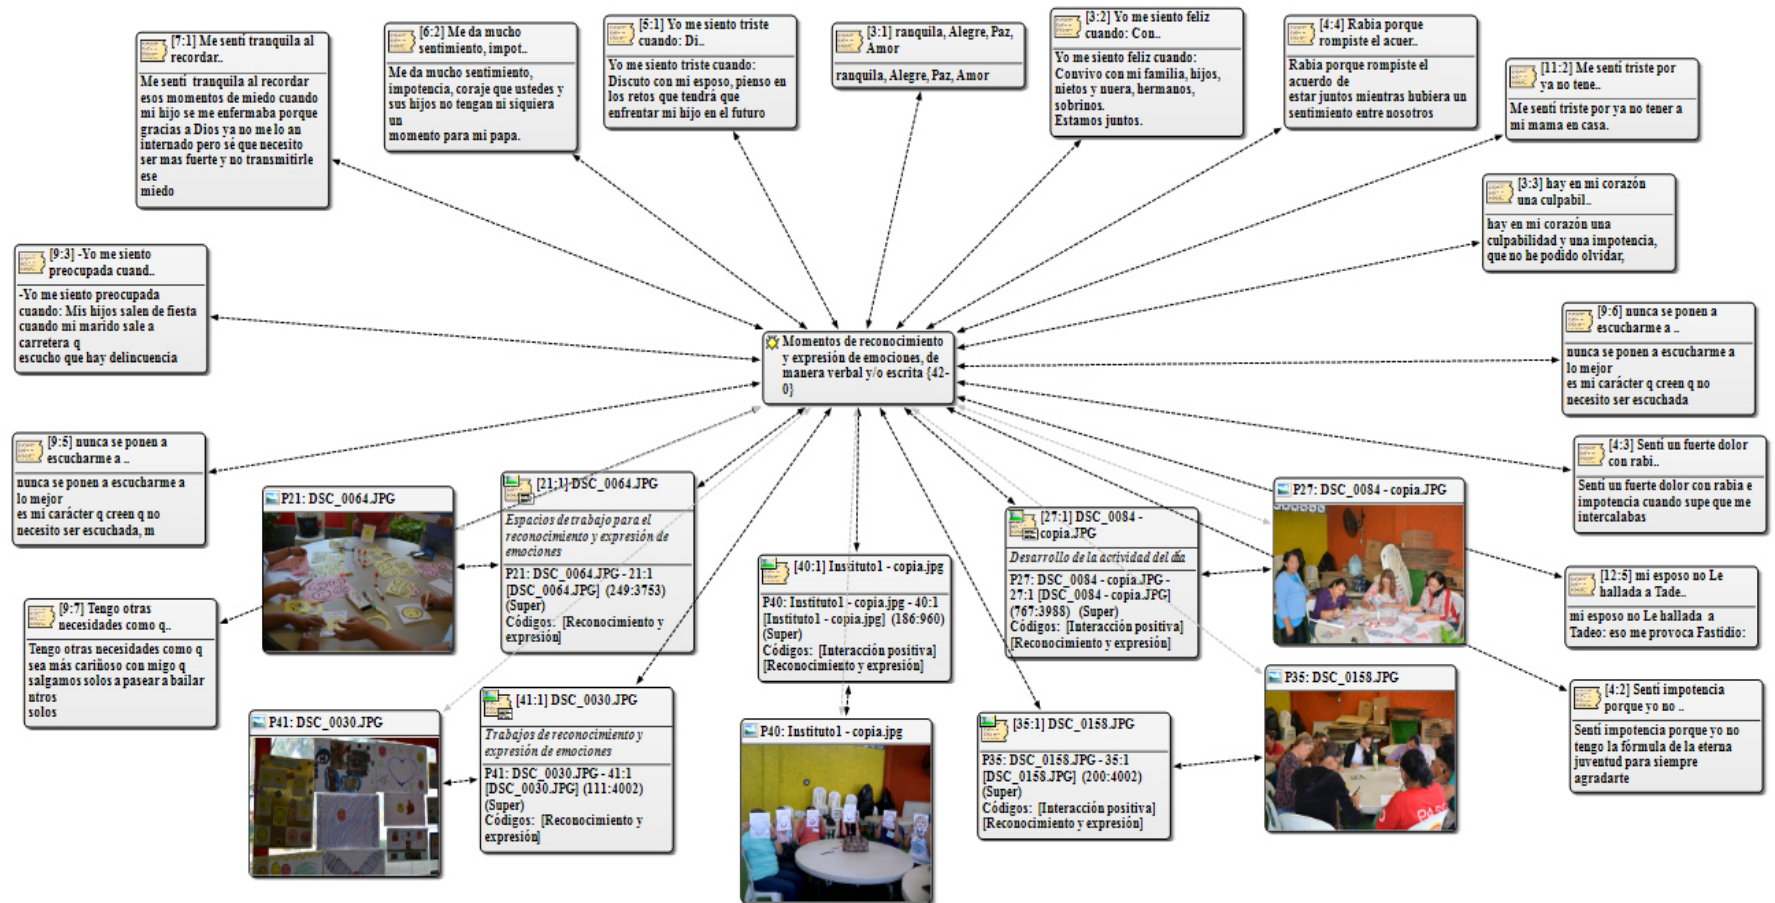 [7:1] Me sentí tranquila al
recordar..
Me sentí  tranquila al recordar
esos momentos de miedo cuando
mi hijo se me enfermaba porque
gracias a Dios ya no me lo an
internado pero sé que necesito
ser mas fuerte y no transmitirle
ese
miedo
[6:2] Me da mucho
sentimiento, impot..
Me da mucho sentimiento,
impotencia, coraje que ustedes y
sus hijos no tengan ni siquiera
un
momento para mi papa.
[5:1] Yo me siento triste
cuando: Di..
Yo me siento triste cuando:
Discuto con mi esposo, pienso en
los retos que tendrá que
enfrentar mi hijo en el futuro
[3:1] ranquila, Alegre, Paz,
Amor
ranquila, Alegre, Paz, Amor
[3:2] Yo me siento feliz
cuando: Con..
Yo me siento feliz cuando:
Convivo con mi familia, hijos,
nietos y nuera, hermanos,
sobrinos.
Estamos juntos.
[4:4] Rabia porque
rompiste el acuer..
Rabia porque rompiste el
acuerdo de
estar juntos mientras hubiera un
sentimiento entre nosotros
[11:2] Me sentí triste por
ya no tene..
Me sentí triste por ya no tener a
mi mama en casa.
[3:3] hay en mi corazón
una culpabil..
hay en mi corazón una
culpabilidad y una impotencia,
que no he podido olvidar,
[9:3] -Yo me siento
preocupada cuand..
-Yo me siento preocupada
cuando: Mis hijos salen de fiesta
cuando mi marido sale a
carretera q
escucho que hay delincuencia
Momentos de reconocimiento
y expresión de emociones, de
manera verbal y/o escrita {42-
0}
[9:6] nunca se ponen a
escucharme a ..
nunca se ponen a escucharme a
lo mejor
es mi carácter q creen q no
necesito ser escuchada
[9:5] nunca se ponen a
escucharme a ..
nunca se ponen a escucharme a
lo mejor
es mi carácter q creen q no
necesito ser escuchada, m
[4:3] Sentí un fuerte dolor
con rabi..
Sentí un fuerte dolor con rabia e
impotencia cuando supe que me
intercalabas
P21: DSC_0064.JPG
[21:1] DSC_0064.JPG
Espacios de trabajo para el
reconocimiento y expresión de
emociones
P21: DSC_0064.JPG - 21:1
[DSC_0064.JPG] (249:3753)
(Super)
Códigos: [Reconocimiento y
expresión]
[40:1] Instituto1 - copia.jpg
P40: Instituto1 - copia.jpg - 40:1
[Instituto1 - copia.jpg] (186:960)
(Super)
Códigos: [Interacción positiva]
[Reconocimiento y expresión]
[27:1] DSC_0084 -
copia.JPG
Desarrollo de la actividad del día
P27: DSC_0084 - copia.JPG -
27:1 [DSC_0084 - copia.JPG]
(767:3988) (Super)
Códigos: [Interacción positiva]
[Reconocimiento y expresión]
P27: DSC_0084 - copia.JPG
[12:5] mi esposo no Le
hallada a Tade..
mi esposo no Le hallada  a
Tadeo: eso me provoca Fastidio:
[9:7] Tengo otras
necesidades como q..
Tengo otras necesidades como q
sea más cariñoso con migo q
salgamos solos a pasear a bailar
ntros
solos
P41: DSC_0030.JPG
[41:1] DSC_0030.JPG
Trabajos de reconocimiento y
expresión de emociones
P41: DSC_0030.JPG - 41:1
[DSC_0030.JPG] (111:4002)
(Super)
Códigos: [Reconocimiento y
expresión]
P40: Instituto1 - copia.jpg
[35:1] DSC_0158.JPG
P35: DSC_0158.JPG - 35:1
[DSC_0158.JPG] (200:4002)
(Super)
Códigos: [Interacción positiva]
[Reconocimiento y expresión]
P35: DSC_0158.JPG
[4:2] Sentí impotencia
porque yo no ..
Sentí impotencia porque yo no
tengo la fórmula de la eterna
juventud para siempre
agradarte